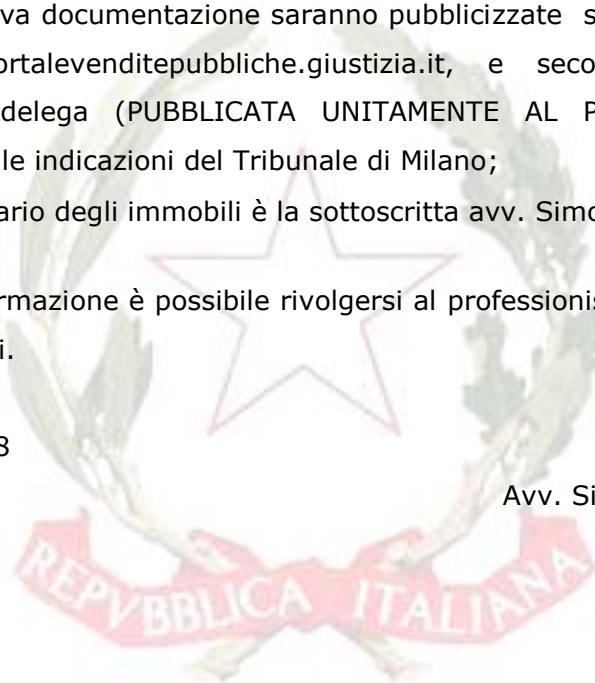 va documentazione saranno pubblicizzate s
ortalevenditepubbliche.giustizia.it, e seco
delega (PUBBLICATA UNITAMENTE AL P
le indicazioni del Tribunale di Milano;
ario degli immobili è la sottoscritta avv. Simo
rmazione è possibile rivolgersi al professionis
i.
8
Avv. Si
REPVBBLICA ITALIANA